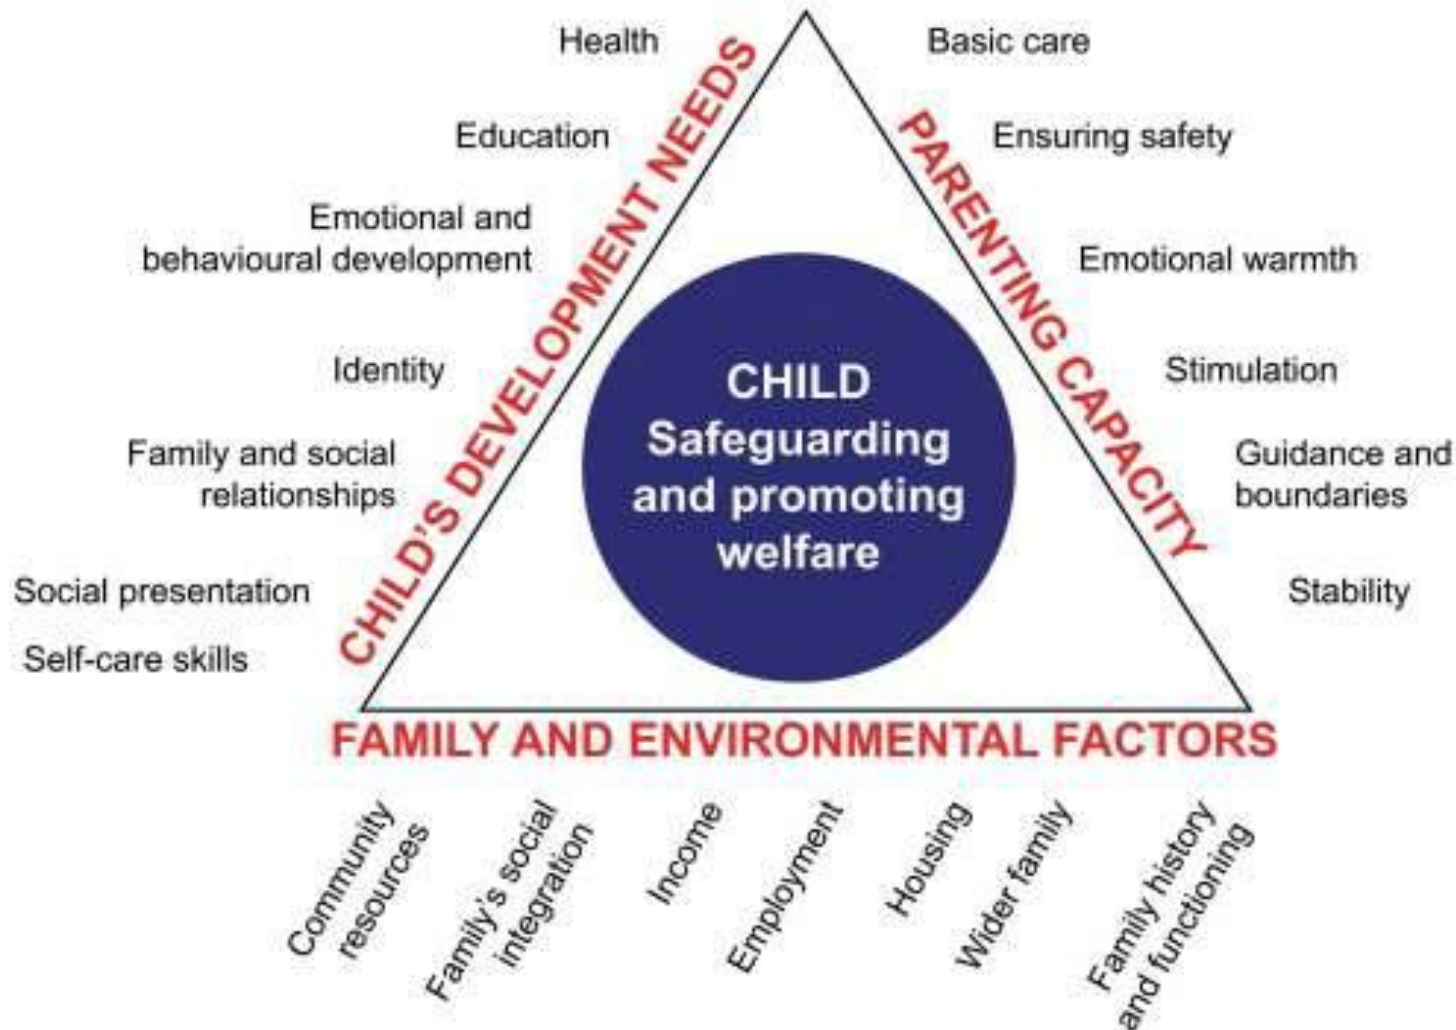 Health
Education
Emotional and
behavioural development
Identity
Family and social
relationships
Social presentation
Self-care skills
CHILD'S DEVELOPMENT NEEDS
CHILD
Safeguarding
and promoting
welfare
PARENTING CAPACITY
Basic care
Ensuring safety
Emotional warmth
Stimulation
Guidance and
boundaries
Stability
FAMILY AND ENVIRONMENTAL FACTORS
Community
resources
Family's social
integration
Income
Employment
Housing
Wider family
Family history
and functioning